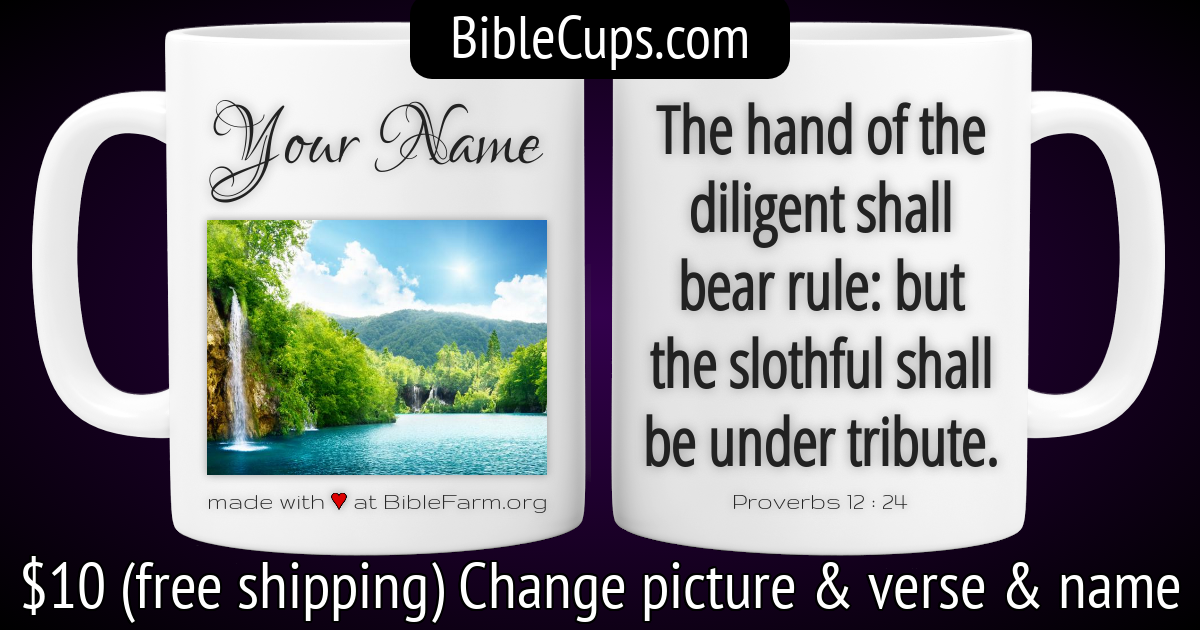 BibleCups.com
Your Name
made with ♥ at BibleFarm.org
The hand of the
diligent shall
bear rule: but
the slothful shall
be under tribute.
Proverbs 12 : 24
$10 (free shipping) Change picture & verse & name